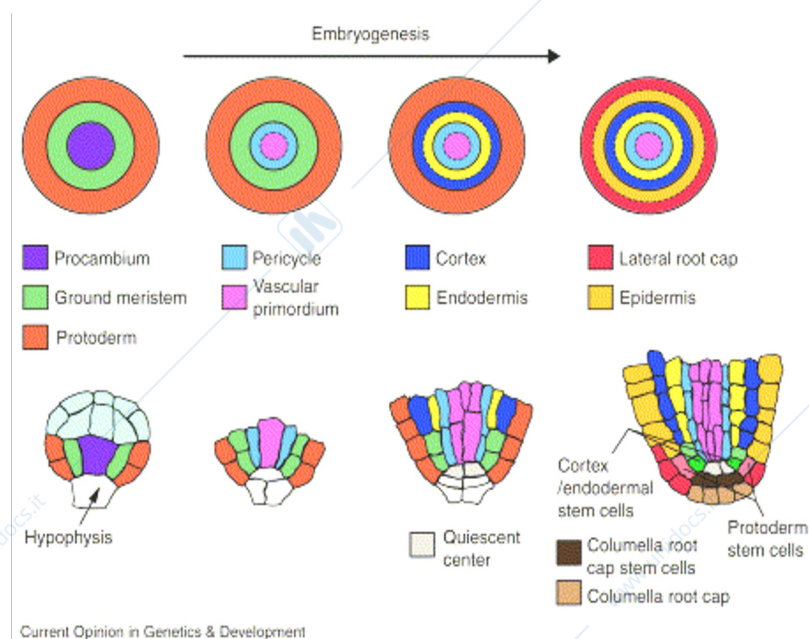 Embryogenesis
Procambium
Ground meristem
Protoderm
Pericycle
Vascular
primordium
Cortex
Endodermis
Lateral root cap
Epidermis
Hypophysis
Quiescent
center
Cortex
/endodermal
stem cells
Protoderm
stem cells
Columella root
cap stem cells
Columella root cap
Current Opinion in Genetics & Development